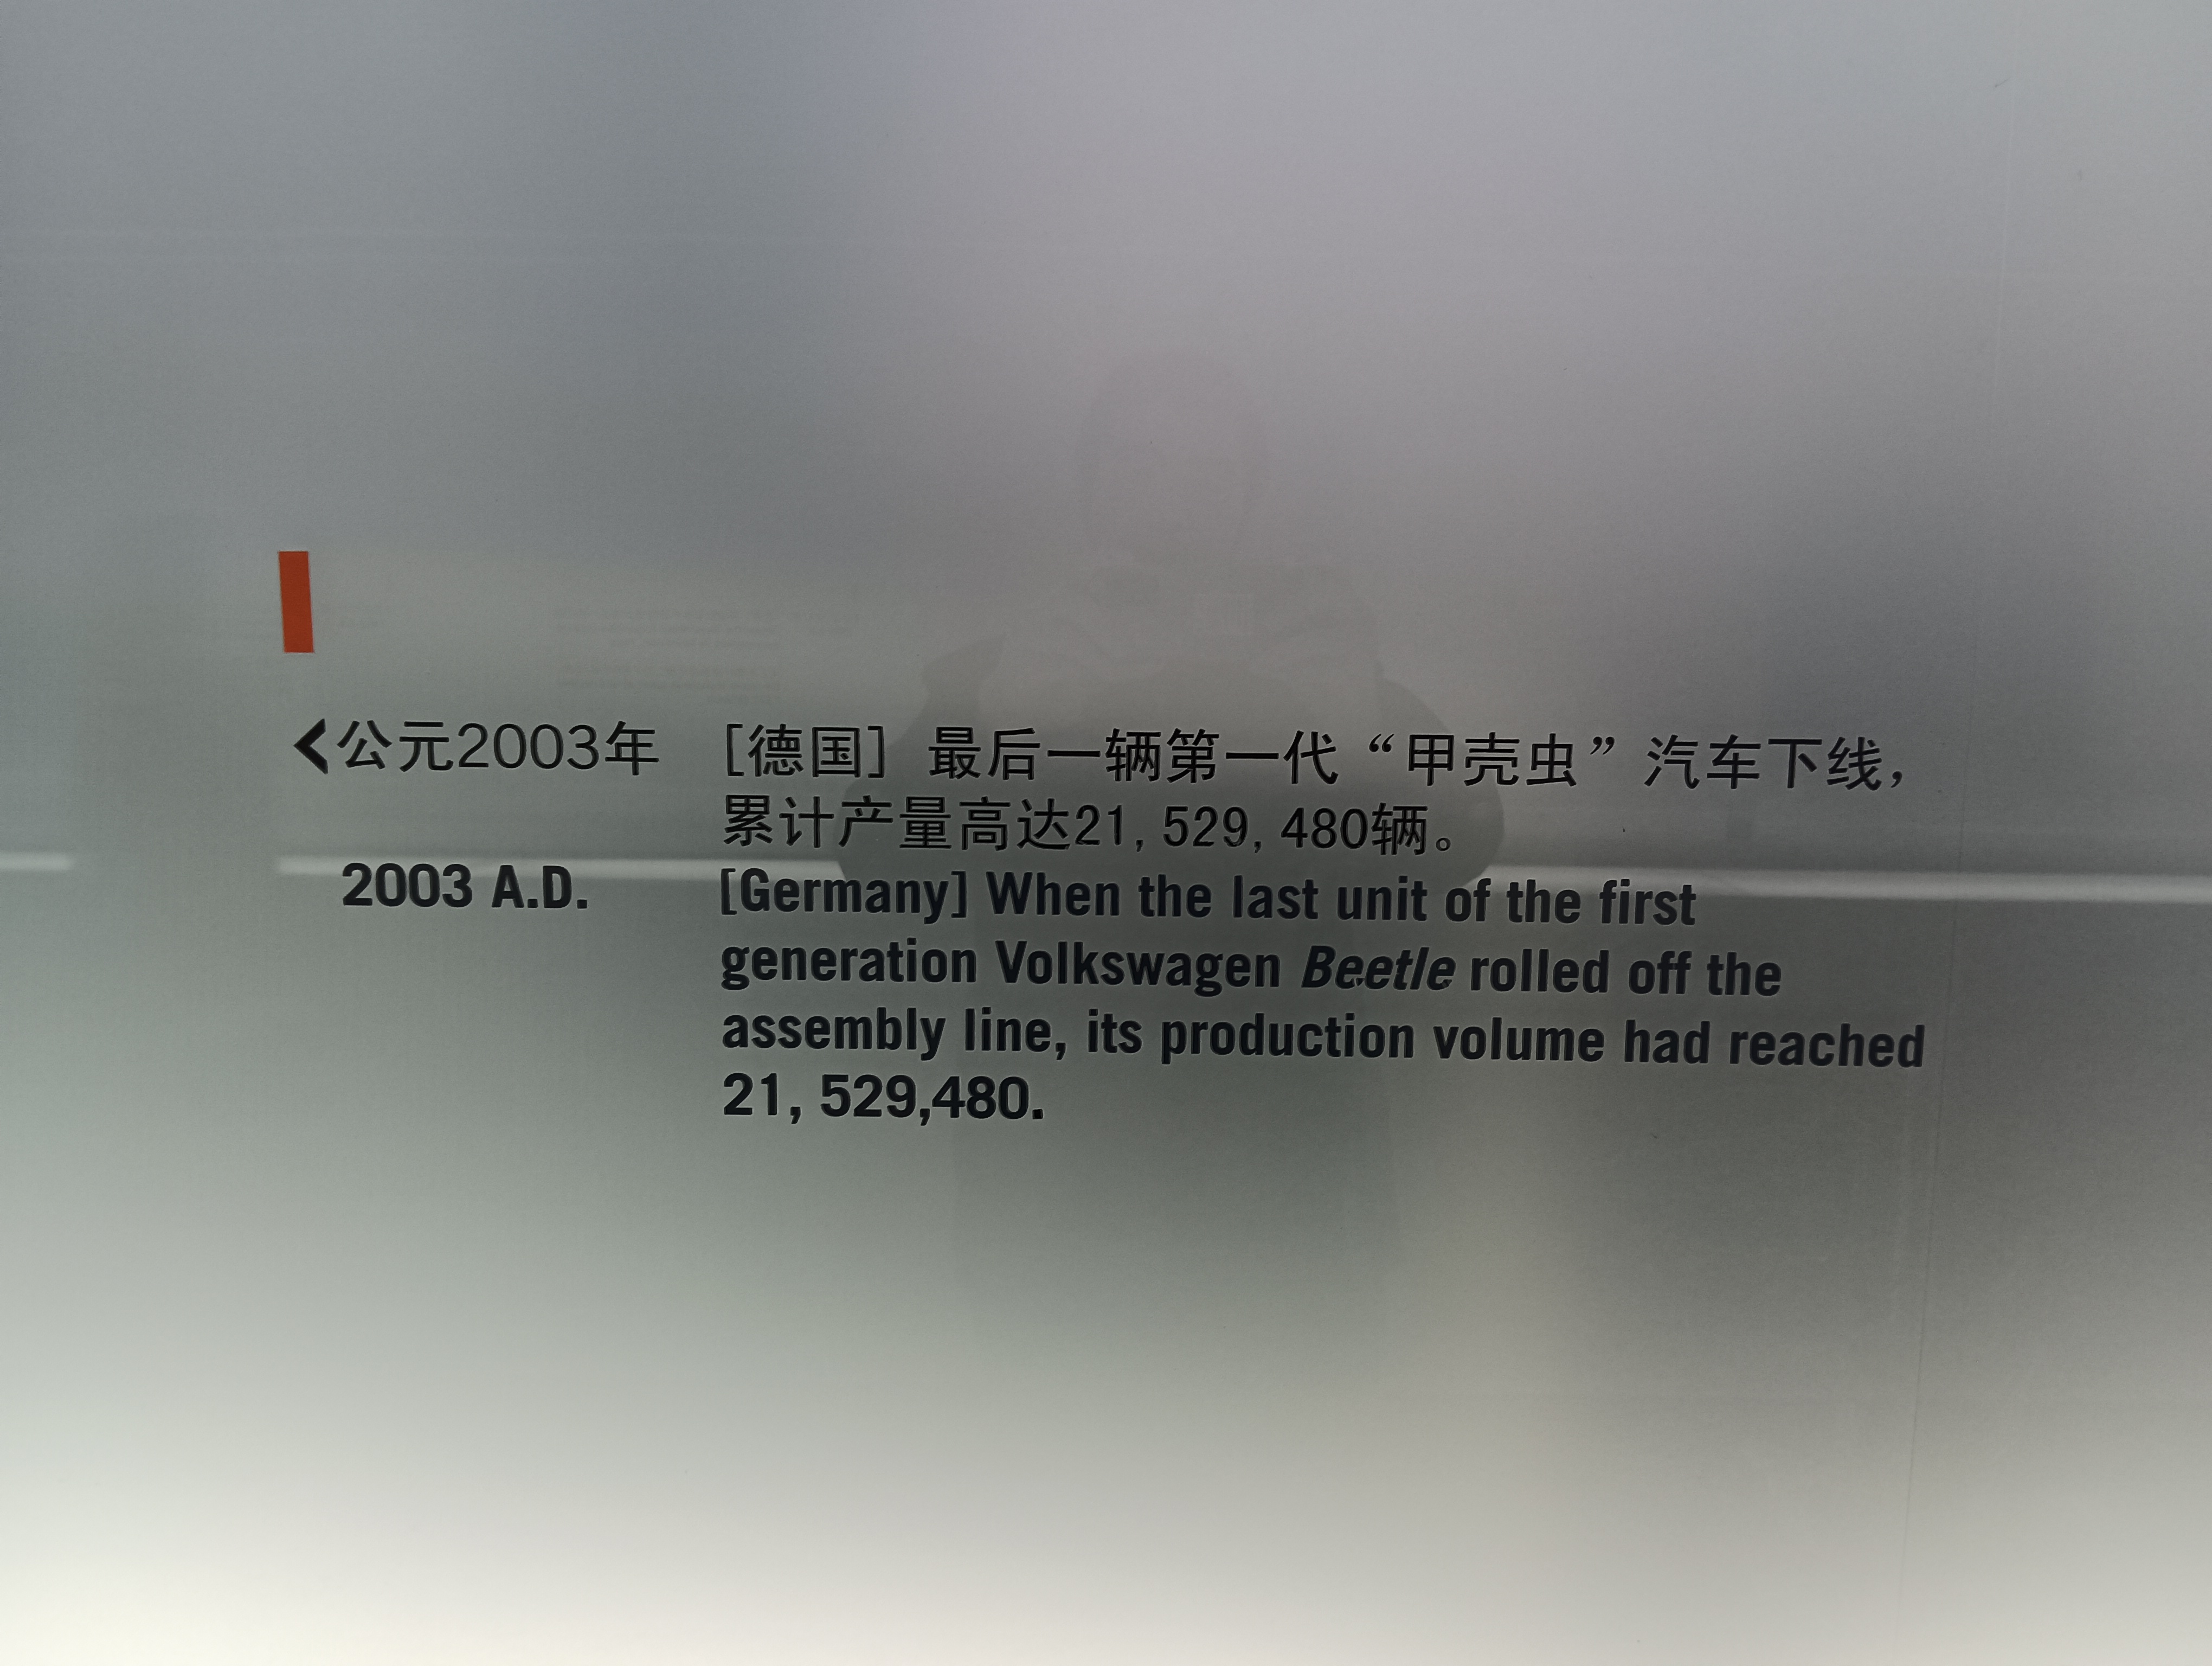 公元2003年 [德国] 最后一辆第一代“甲壳虫”汽车下线，
累计产量高达21, 529, 480辆。
2003 A.D. [Germany] When the last unit of the first
generation Volkswagen Beetle rolled off the
assembly line, its production volume had reached
21, 529,480.